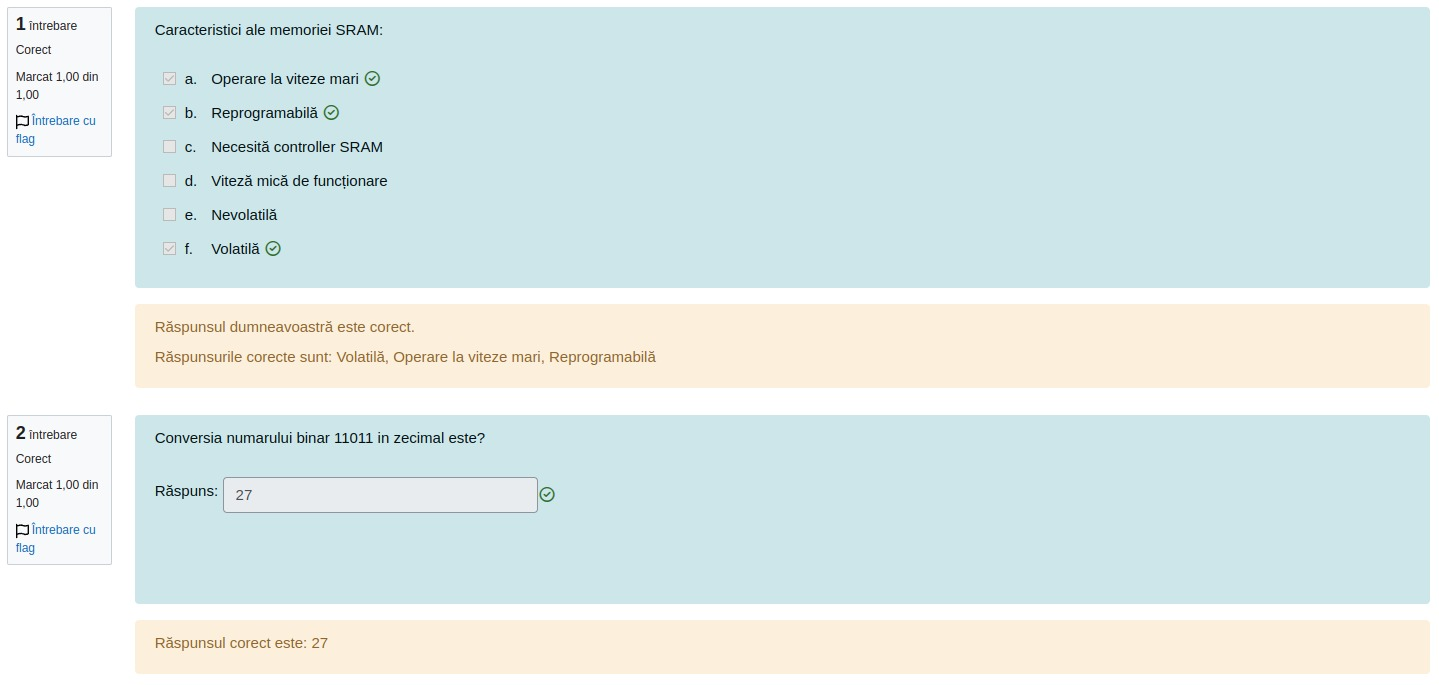 1 întrebare
Corect
Marcat 1,00 din
1,00
Întrebare cu
flag
Caracteristici ale memoriei SRAM:
a. Operare la viteze mari
b. Reprogramabilă
c. Necesită controller SRAM
d. Viteză mică de funcționare
e. Nevolatilă
f. Volatilă
Răspunsul dumneavoastră este corect.
Răspunsurile corecte sunt: Volatilă, Operare la viteze mari, Reprogramabilă
2 întrebare
Corect
Marcat 1,00 din
1,00
Întrebare cu
flag
Conversia numarului binar 11011 in zecimal este?
Răspuns: 27
Răspunsul corect este: 27